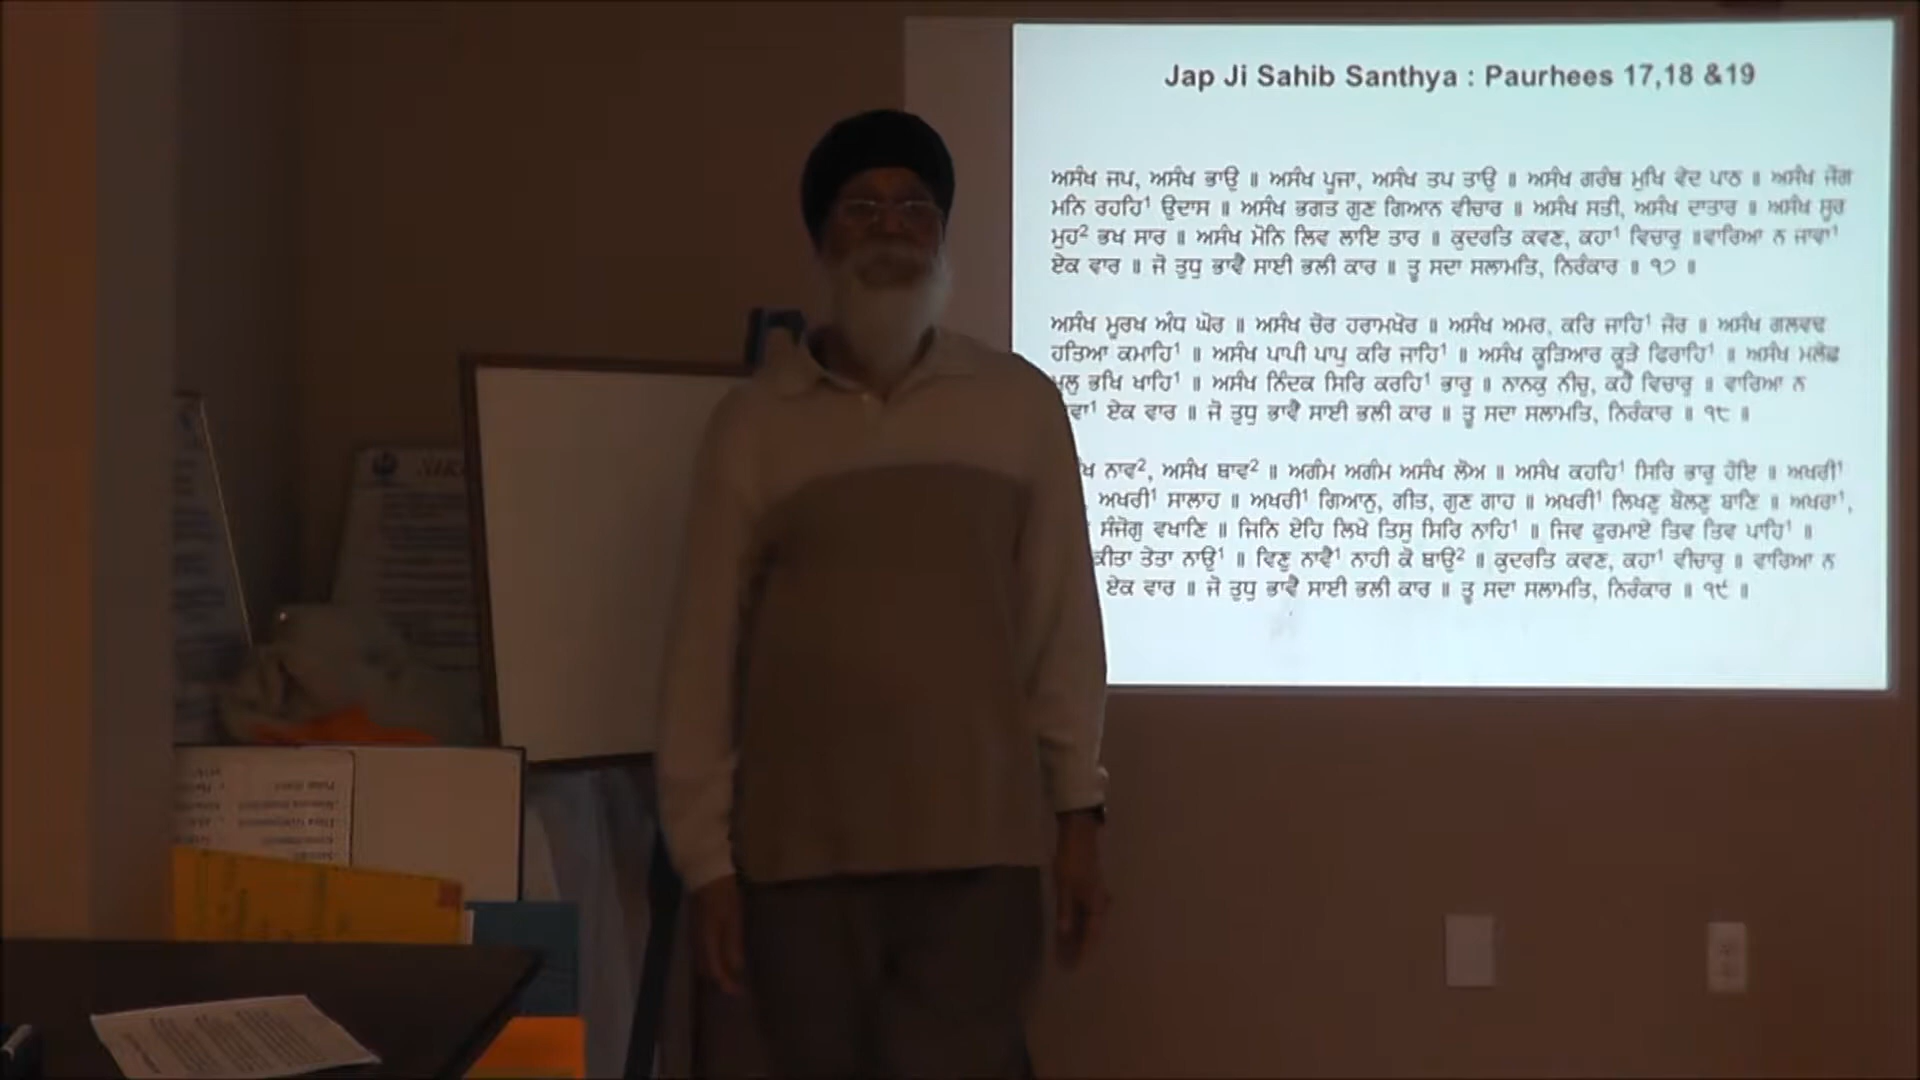 Jap Ji Sahib Santhya : Paurhees 17,18 &19
ਅਸੰਖ ਜਪ, ਅਸੰਖ ਭਾਉ ॥ ਅਸੰਖ ਪੂਜਾ, ਅਸੰਖ ਤਪ ਤਾਉ ॥ ਅਸੰਖ ਗਰੰਥ ਮੁਖਿ ਵੇਦ ਪਾਠ ॥ ਅਸੰਖ ਜੋਗ
ਮਨਿ ਰਹਹਿ¹ ਉਦਾਸ ॥ ਅਸੰਖ ਭਗਤ ਗੁਣ ਗਿਆਨ ਵੀਚਾਰ ॥ ਅਸੰਖ ਸਤੀ, ਅਸੰਖ ਦਾਤਾਰ ॥ ਅਸੰਖ ਸੂਰ
ਮੁਹ² ਭਖ ਸਾਰ ॥ ਅਸੰਖ ਮੋਨਿ ਲਿਵ ਲਾਇ ਤਾਰ ॥ ਕੁਦਰਤਿ ਕਵਣ, ਕਹਾ¹ ਵਿਚਾਰੁ ॥ਵਾਰਿਆ ਨ ਜਾਵਾ¹
ਏਕ ਵਾਰ ॥ ਜੋ ਤੁਧੁ ਭਾਵੈ ਸਾਈ ਭਲੀ ਕਾਰ ॥ ਤੂ ਸਦਾ ਸਲਾਮਤਿ, ਨਿਰੰਕਾਰ ॥ ੧੭ ॥
ਅਸੰਖ ਮੂਰਖ ਅੰਧ ਘੋਰ ॥ ਅਸੰਖ ਚੋਰ ਹਰਾਮਖੋਰ ॥ ਅਸੰਖ ਅਮਰ, ਕਰਿ ਜਾਹਿ¹ ਜੋਰ ॥ ਅਸੰਖ ਗਲਵਢ
ਹਤਿਆ ਕਮਾਹਿ¹ ॥ ਅਸੰਖ ਪਾਪੀ ਪਾਪੁ ਕਰਿ ਜਾਹਿ¹ ॥ ਅਸੰਖ ਕੂੜਿਆਰ ਕੂੜੇ ਫਿਰਾਹਿ¹ ॥ ਅਸੰਖ ਮਲੇਛ
ਮਲੁ ਭਖਿ ਖਾਹਿ¹ ॥ ਅਸੰਖ ਨਿੰਦਕ ਸਿਰਿ ਕਰਹਿ¹ ਭਾਰੁ ॥ ਨਾਨਕੁ ਨੀਚੁ, ਕਹੈ ਵਿਚਾਰੁ ॥ ਵਾਰਿਆ ਨ
ਵਾ¹ ਏਕ ਵਾਰ ॥ ਜੋ ਤੁਧੁ ਭਾਵੈ ਸਾਈ ਭਲੀ ਕਾਰ ॥ ਤੂ ਸਦਾ ਸਲਾਮਤਿ, ਨਿਰੰਕਾਰ ॥ ੧੮ ॥
ਖ ਨਾਵ², ਅਸੰਖ ਥਾਵ² ॥ ਅਗੰਮ ਅਗੰਮ ਅਸੰਖ ਲੋਅ ॥ ਅਸੰਖ ਕਹਹਿ¹ ਸਿਰਿ ਭਾਰੁ ਹੋਇ ॥ ਅਖਰੀ¹
ਅਖਰੀ¹ ਸਾਲਾਹ ॥ ਅਖਰੀ¹ ਗਿਆਨੁ, ਗੀਤ, ਗੁਣ ਗਾਹ ॥ ਅਖਰੀ¹ ਲਿਖਣੁ ਬੋਲਣੁ ਬਾਣਿ ॥ ਅਖਰਾ¹,
ਸੰਜੋਗੁ ਵਖਾਣਿ ॥ ਜਿਨਿ ਏਹਿ ਲਿਖੇ ਤਿਸੁ ਸਿਰਿ ਨਾਹਿ¹ ॥ ਜਿਵ ਫੁਰਮਾਏ ਤਿਵ ਤਿਵ ਪਾਹਿ¹ ॥
ਕੀਤਾ ਤੇਤਾ ਨਾਉ¹ ॥ ਵਿਣੁ ਨਾਵੈ¹ ਨਾਹੀ ਕੋ ਥਾਉ² ॥ ਕੁਦਰਤਿ ਕਵਣ, ਕਹਾ¹ ਵੀਚਾਰੁ ॥ ਵਾਰਿਆ ਨ
ਏਕ ਵਾਰ ॥ ਜੋ ਤੁਧੁ ਭਾਵੈ ਸਾਈ ਭਲੀ ਕਾਰ ॥ ਤੂ ਸਦਾ ਸਲਾਮਤਿ, ਨਿਰੰਕਾਰ ॥ ੧੯ ॥